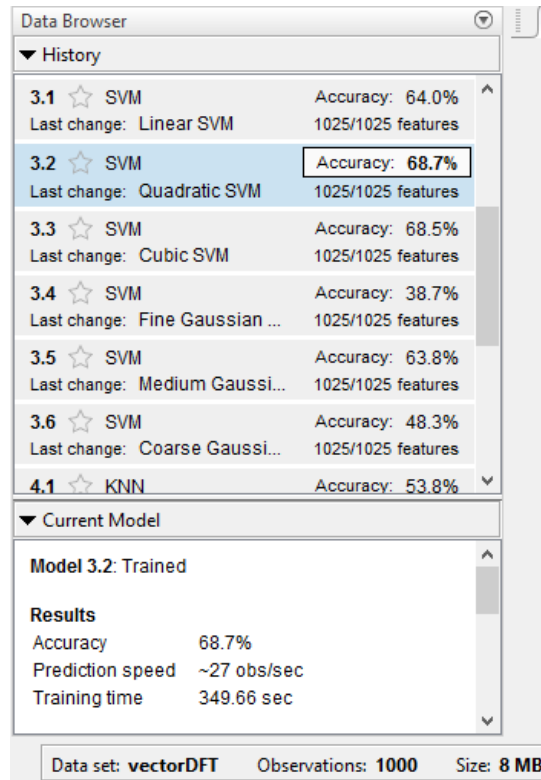 Data Browser
History
3.1 SVM Accuracy: 64.0%
Last change: Linear SVM 1025/1025 features
3.2 SVM Accuracy: 68.7%
Last change: Quadratic SVM 1025/1025 features
3.3 SVM Accuracy: 68.5%
Last change: Cubic SVM 1025/1025 features
3.4 SVM Accuracy: 38.7%
Last change: Fine Gaussian ... 1025/1025 features
3.5 SVM Accuracy: 63.8%
Last change: Medium Gaussi... 1025/1025 features
3.6 SVM Accuracy: 48.3%
Last change: Coarse Gaussi... 1025/1025 features
4.1 KNN Accuracy: 53.8%
Current Model
Model 3.2: Trained
Results
Accuracy 68.7%
Prediction speed ~27 obs/sec
Training time 349.66 sec
Data set: vectorDFT Observations: 1000 Size: 8 MB